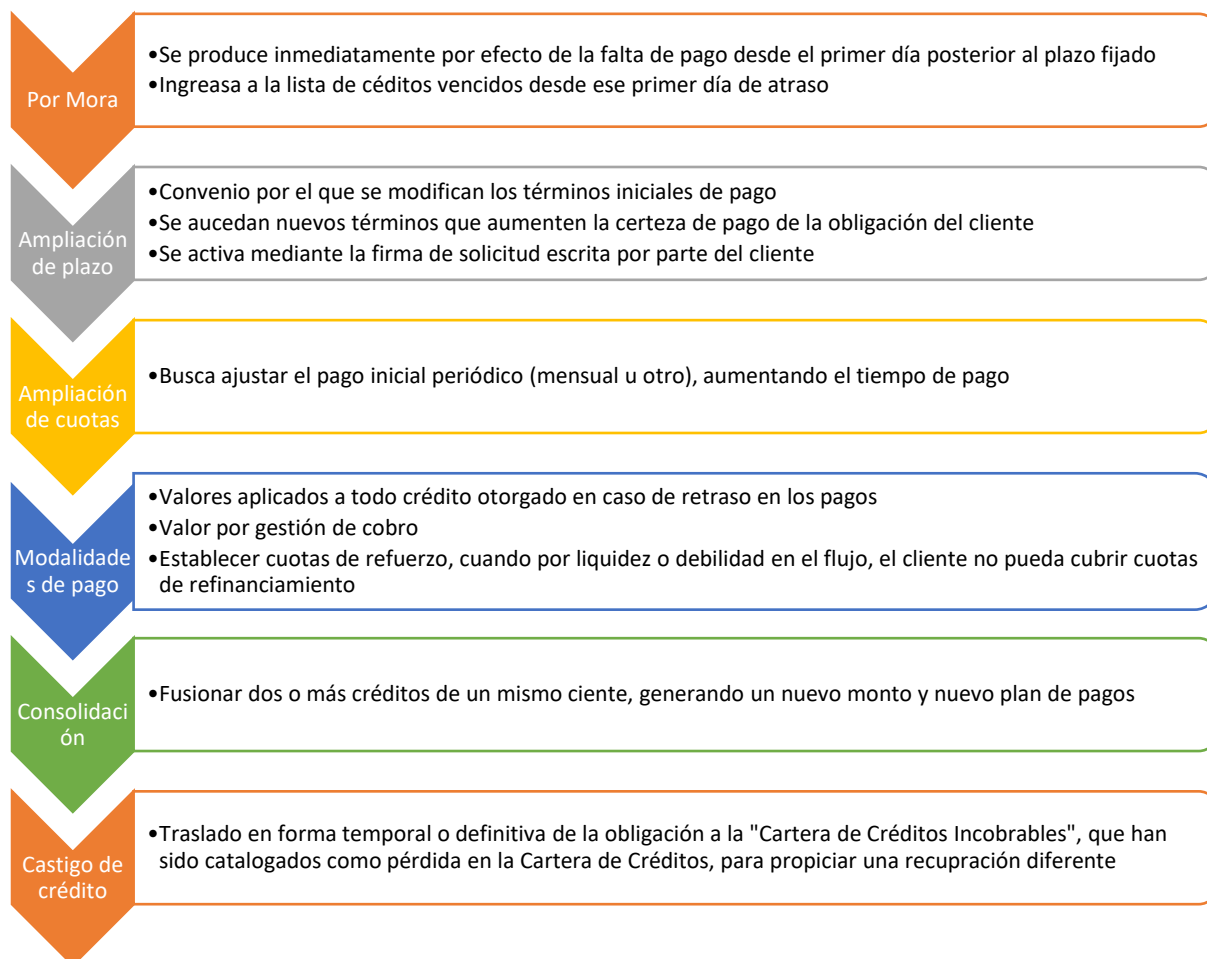 Por Mora
•Se produce inmediatamente por efecto de la falta de pago desde el primer día posterior al plazo fijado
•Ingreasa a la lista de céditos vencidos desde ese primer día de atraso
Ampliación
de plazo
•Convenio por el que se modifican los términos iniciales de pago
•Se aucedan nuevos términos que aumenten la certeza de pago de la obligación del cliente
•Se activa mediante la firma de solicitud escrita por parte del cliente
Ampliación
de cuotas
•Busca ajustar el pago inicial periódico (mensual u otro), aumentando el tiempo de pago
Modalidade
s de pago
•Valores aplicados a todo crédito otorgado en caso de retraso en los pagos
•Valor por gestión de cobro
•Establecer cuotas de refuerzo, cuando por liquidez o debilidad en el flujo, el cliente no pueda cubrir cuotas
de refinanciamiento
Consolidaci
ón
•Fusionar dos o más créditos de un mismo ciente, generando un nuevo monto y nuevo plan de pagos
Castigo de
crédito
•Traslado en forma temporal o definitiva de la obligación a la "Cartera de Créditos Incobrables", que han
sido catalogados como pérdida en la Cartera de Créditos, para propiciar una recupración diferente